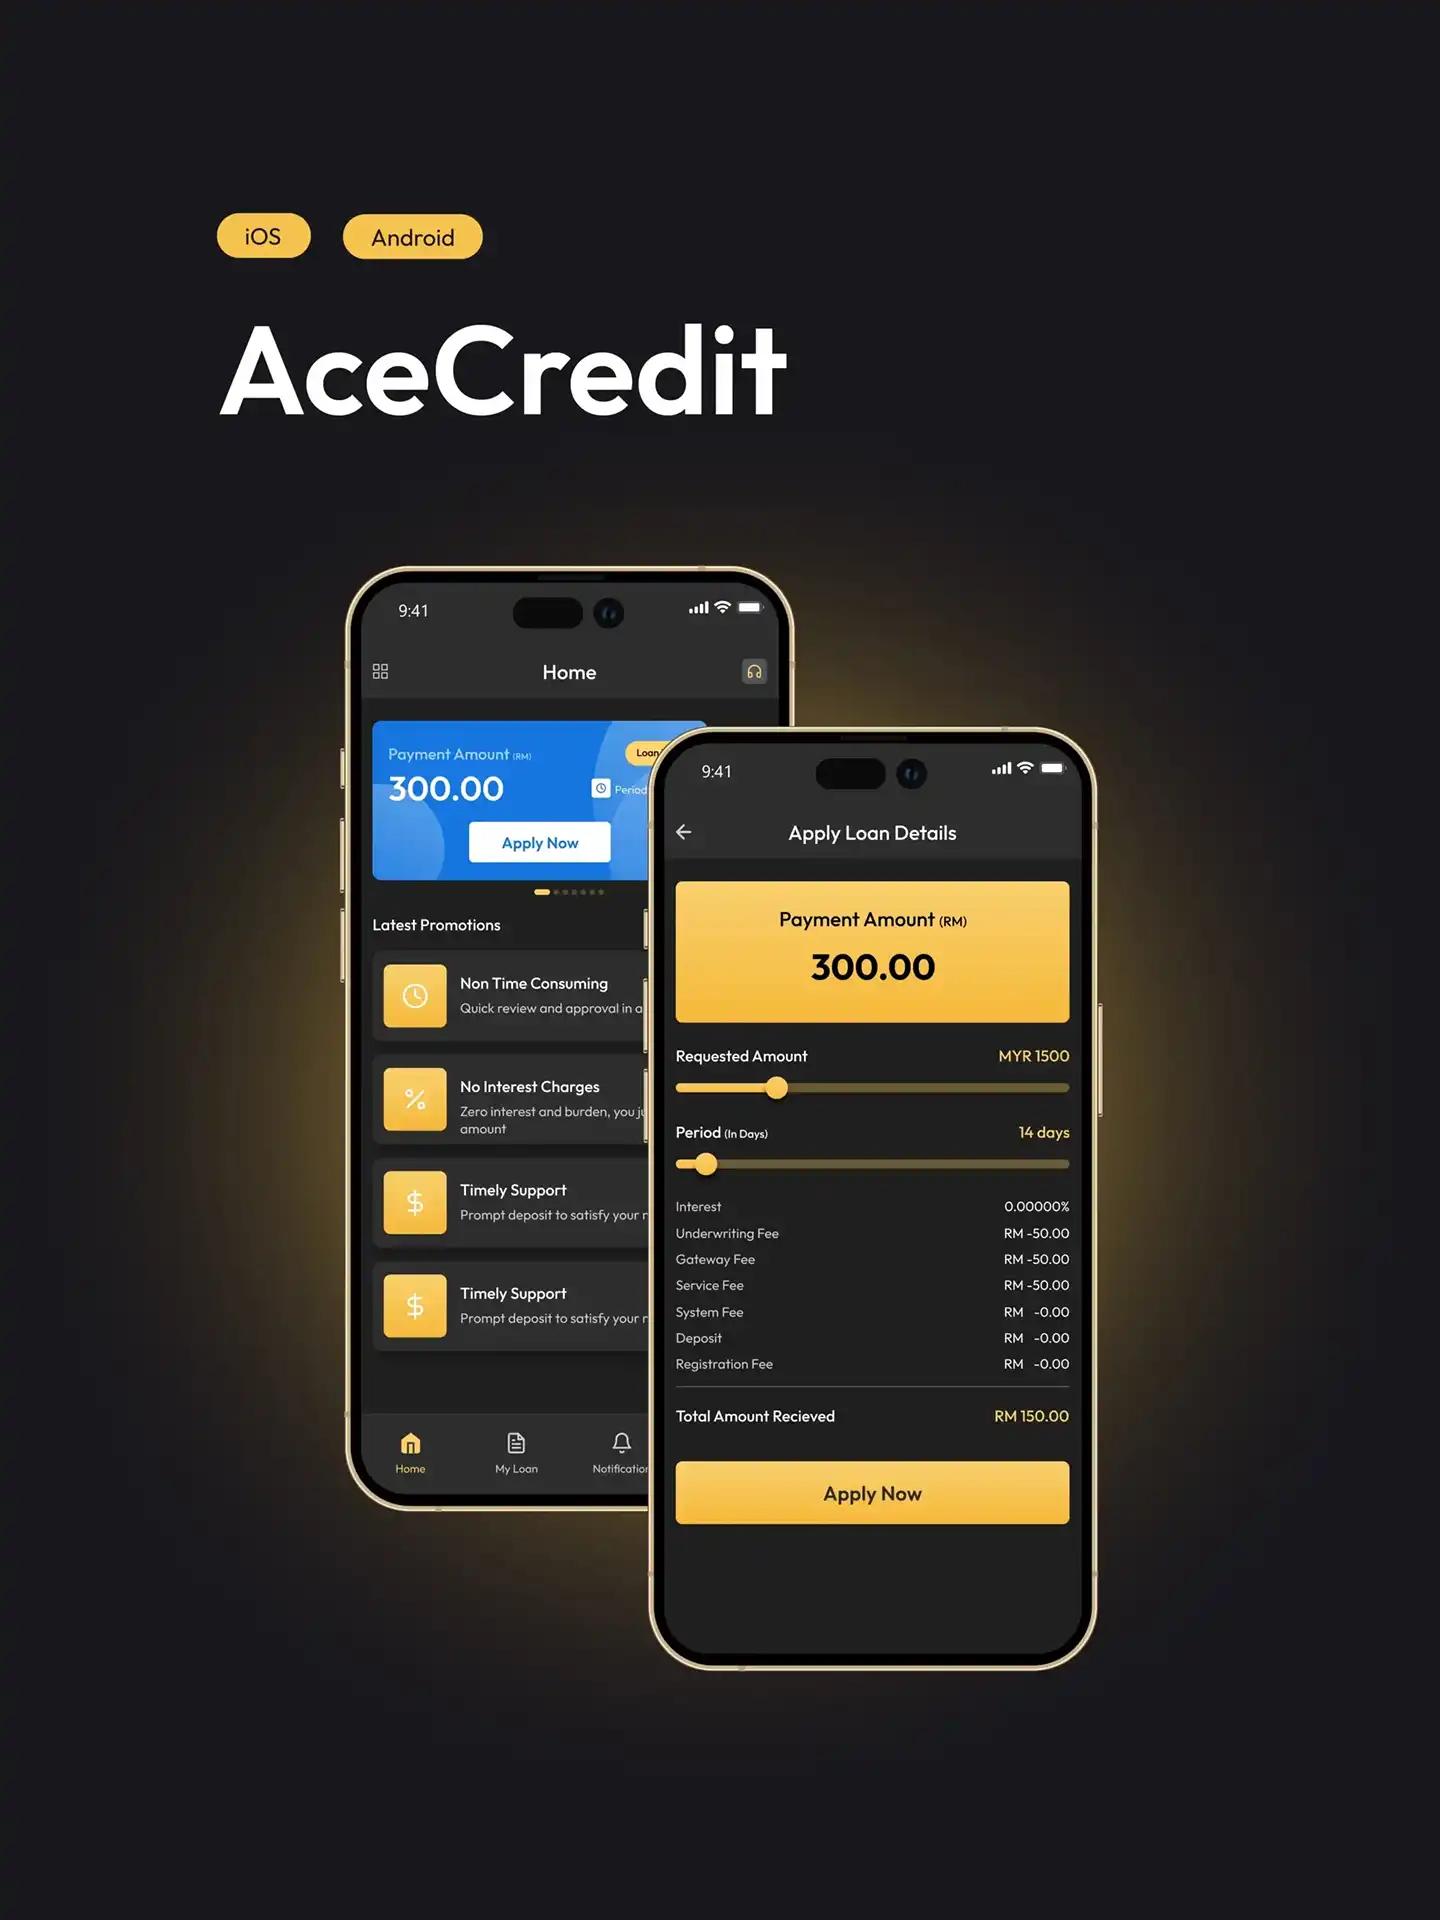 iOS
Android
AceCredit
9:41
Home
Payment Amount (RM)
Loan
300.00
Period
Apply Now
Latest Promotions
Non Time Consuming
Quick review and approval in a
No Interest Charges
Zero interest and burden, you
amount
Timely Support
Prompt deposit to satisfy your
Timely Support
Prompt deposit to satisfy your
Home
My Loan
Notification
9:41
Apply Loan Details
Payment Amount (RM)
300.00
Requested Amount MYR 1500
Period (In Days) 14 days
Interest 0.00000%
Underwriting Fee RM -50.00
Gateway Fee RM -50.00
Service Fee RM -50.00
System Fee RM -0.00
Deposit RM -0.00
Registration Fee RM -0.00
Total Amount Recieved RM 150.00
Apply Now